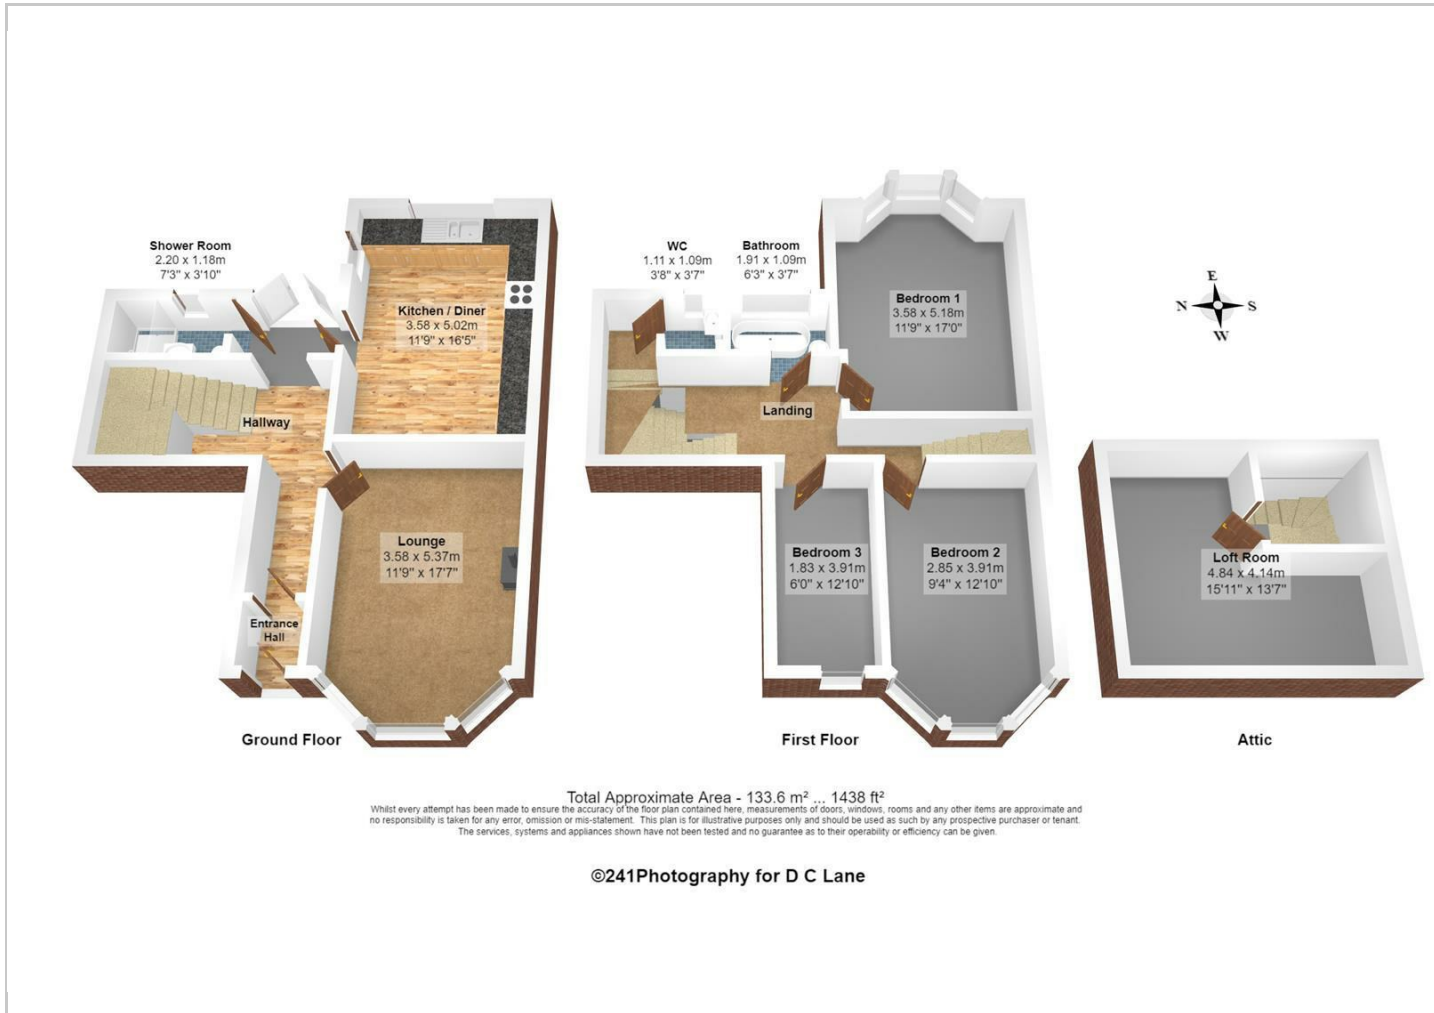 Shower Room
2.20 x 1.18m
7'3" x 3'10"
Kitchen / Diner
3.58 x 5.02m
11'9" x 16'5"
Hallway
Lounge
3.58 x 5.37m
11'9" x 17'7"
Entrance
Hall
Ground Floor
WC
1.11 x 1.09m
3'8" x 3'7"
Bathroom
1.91 x 1.09m
6'3" x 3'7"
Bedroom 1
3.58 x 5.18m
11'9" x 17'0"
Landing
Bedroom 3
1.83 x 3.91m
6'0" x 12'10"
Bedroom 2
2.85 x 3.91m
9'4" x 12'10"
First Floor
E
N S
W
Loft Room
4.84 x 4.14m
15'11" x 13'7"
Attic
Total Approximate Area - 133.6 m² ... 1438 ft²
Whilst every attempt has been made to ensure the accuracy of the floor plan contained here, measurements of doors, windows, rooms and any other items are approximate and
no responsibility is taken for any error, omission or mis-statement. This plan is for illustrative purposes only and should be used as such by any prospective purchaser or tenant.
The services, systems and appliances shown have not been tested and no guarantee as to their operability or efficiency can be given.
©241Photography for D C Lane